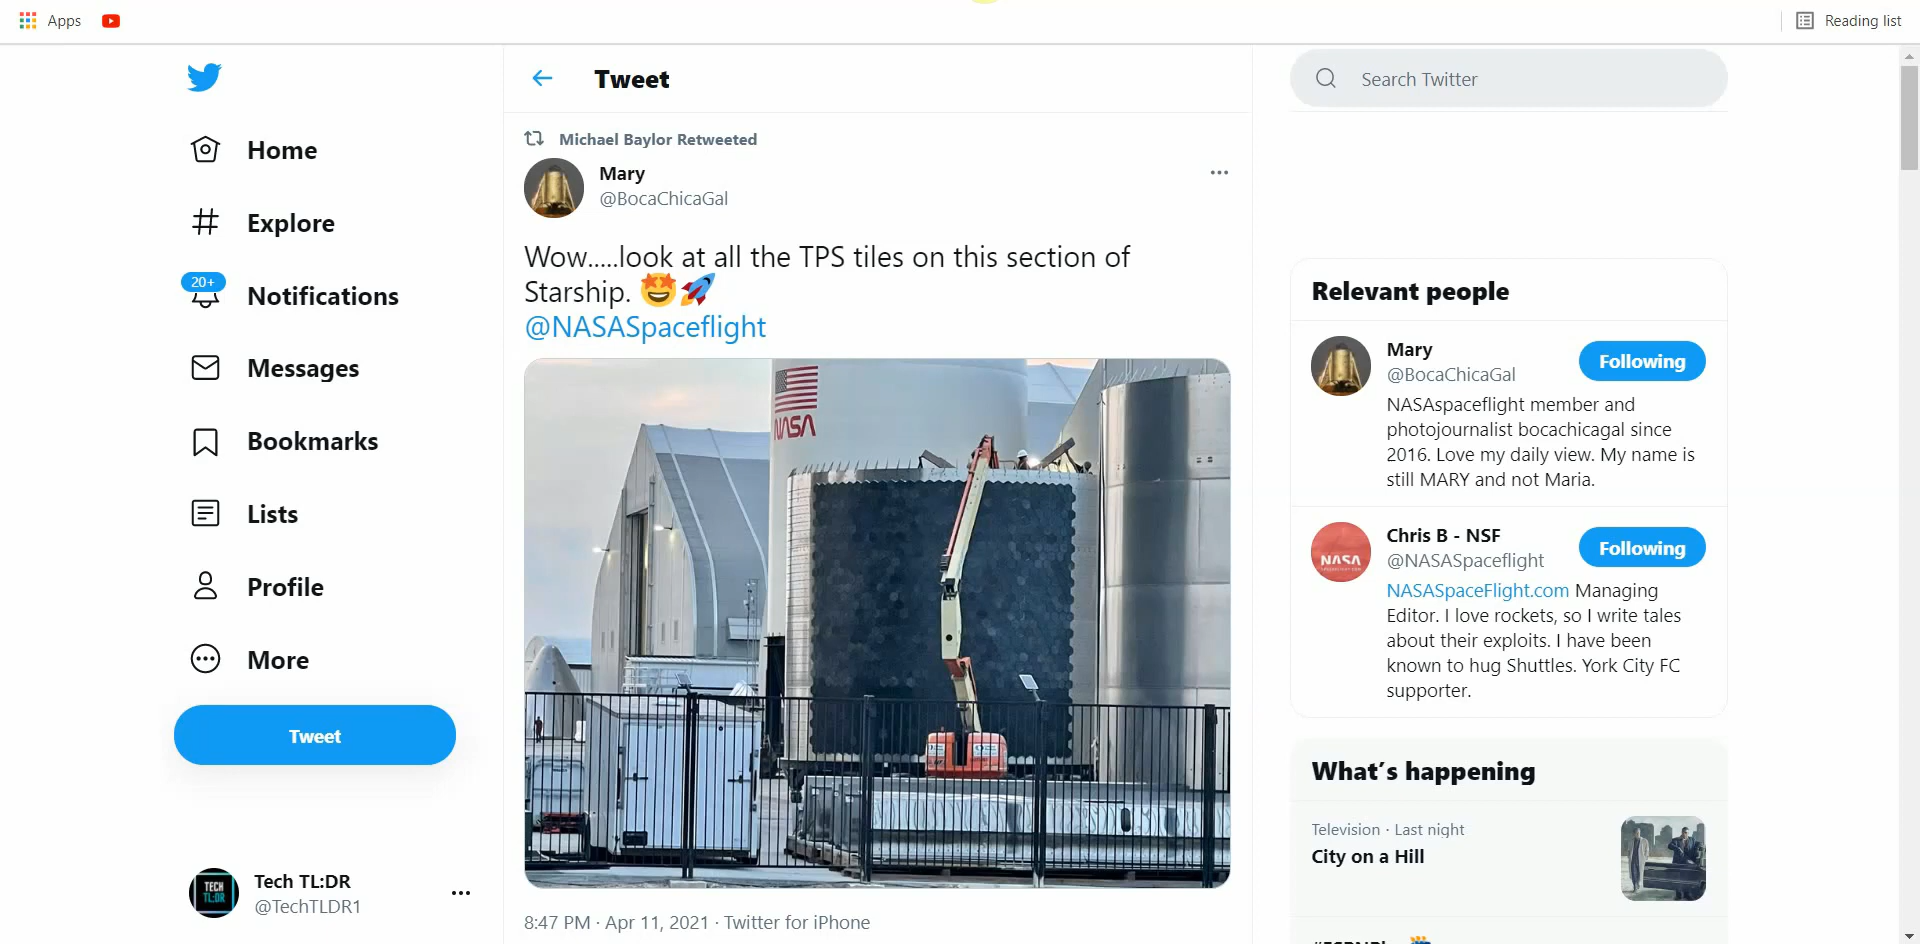 Apps
Reading list
Home
Explore
20+
Notifications
Messages
Bookmarks
Lists
Profile
More
Tweet
TECH
TL:DR
Tech TL:DR
@TechTLDR1
Tweet
Michael Baylor Retweeted
Mary
@BocaChicaGal
Wow.....look at all the TPS tiles on this section of
Starship. 🤩🚀
@NASASpaceflight
NASA
8:47 PM · Apr 11, 2021 · Twitter for iPhone
Search Twitter
Relevant people
Mary
@BocaChicaGal
Following
NASAspaceflight member and
photojournalist bocachicagal since
2016. Love my daily view. My name is
still MARY and not Maria.
Chris B - NSF
@NASASpaceflight
Following
NASA
NASASpaceFlight.com Managing
Editor. I love rockets, so I write tales
about their exploits. I have been
known to hug Shuttles. York City FC
supporter.
What's happening
Television · Last night
City on a Hill